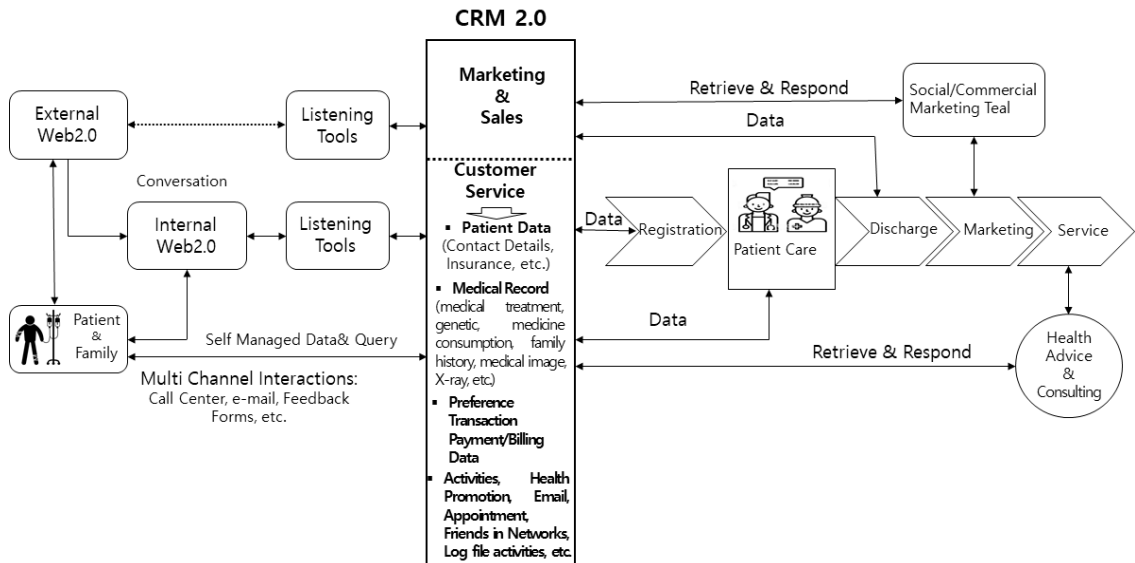 CRM 2.0
Marketing
&
Sales
External
Web2.0
Listening
Tools
Conversation
Internal
Web2.0
Listening
Tools
Patient
&
Family
Self Managed Data& Query
Multi Channel Interactions:
Call Center, e-mail, Feedback
Forms, etc.
Customer
Service
▪ Patient Data
(Contact Details,
Insurance, etc.)
▪ Medical Record
(medical treatment,
genetic, medicine
consumption, family
history, medical image,
X-ray, etc)
▪ Preference
Transaction
Payment/Billing
Data
▪ Activities, Health
Promotion, Email,
Appointment,
Friends in Networks,
Log file activities, etc.
Retrieve & Respond
Social/Commercial
Marketing Teal
Data
Data
Registration
Patient Care
Discharge
Marketing
Service
Data
Retrieve & Respond
Health
Advice
&
Consulting